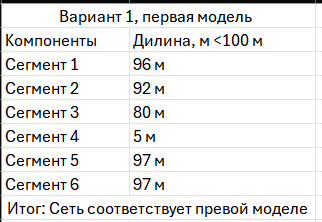 Вариант 1, первая модель
Компоненты Дилина, м <100 м
Сегмент 1 96 м
Сегмент 2 92 м
Сегмент 3 80 м
Сегмент 4 5 м
Сегмент 5 97 м
Сегмент 6 97 м
Итог: Сеть соответствует превой моделе